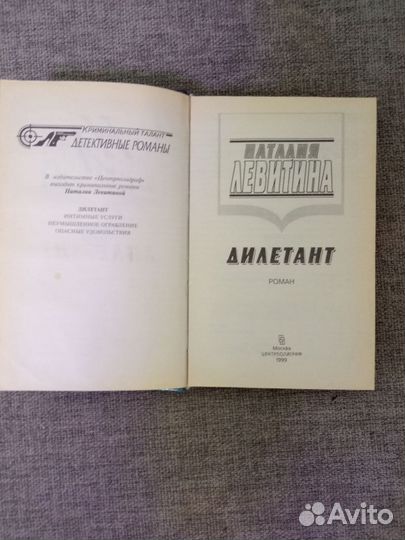 КРИМИНАЛЬНЫЙ ТАЛАНТ
ДЕТЕКТИВНЫЕ РОМАНЫ
В издательстве «Центрполиграф»
выходят криминальные романы
Наталии Левитиной
ДИЛЕТАНТ
ИНТИМНЫЕ УСЛУГИ
НЕУМЫШЛЕННОЕ ОГРАБЛЕНИЕ
ОПАСНЫЕ УДОВОЛЬСТВИЯ
НАТАЛИЯ
ЛЕВИТИНА
ДИЛЕТАНТ
РОМАН
Москва
ЦЕНТРПОЛИГРАФ
1999
Avito